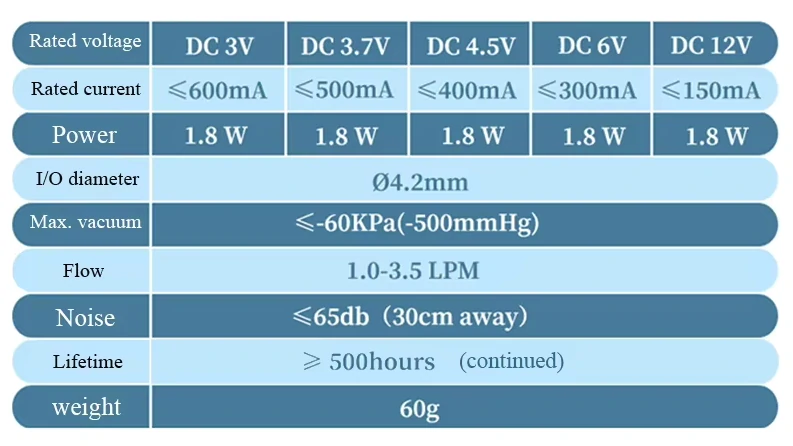 Rated voltage DC 3V DC 3.7V DC 4.5V DC 6V DC 12V
Rated current ≤600mA ≤500mA ≤400mA ≤300mA ≤150mA
Power 1.8 W 1.8 W 1.8 W 1.8 W 1.8 W
I/O diameter Ø4.2mm
Max. vacuum ≤-60KPa(-500mmHg)
Flow 1.0-3.5 LPM
Noise ≤65db（30cm away）
Lifetime ≥ 500hours (continued)
weight 60g